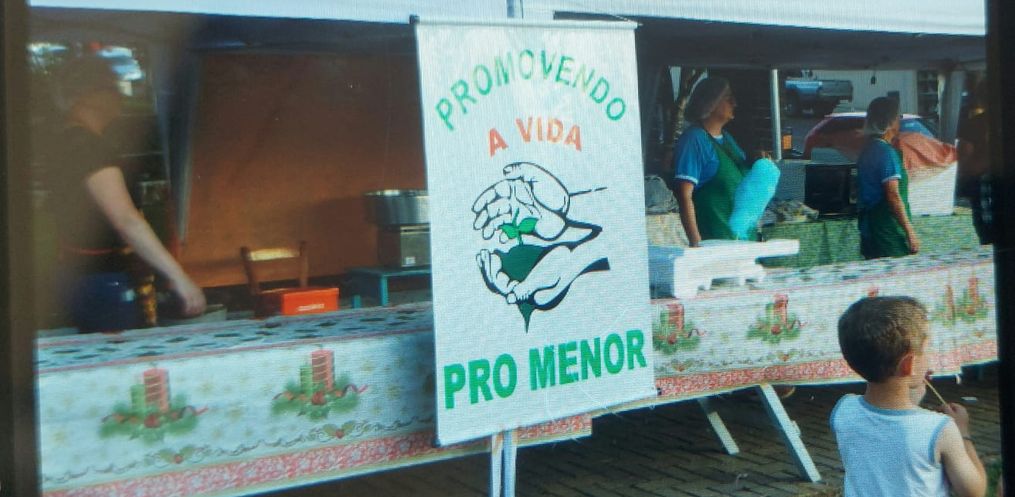 PROMOVENDO
A VIDA
PRO MENOR